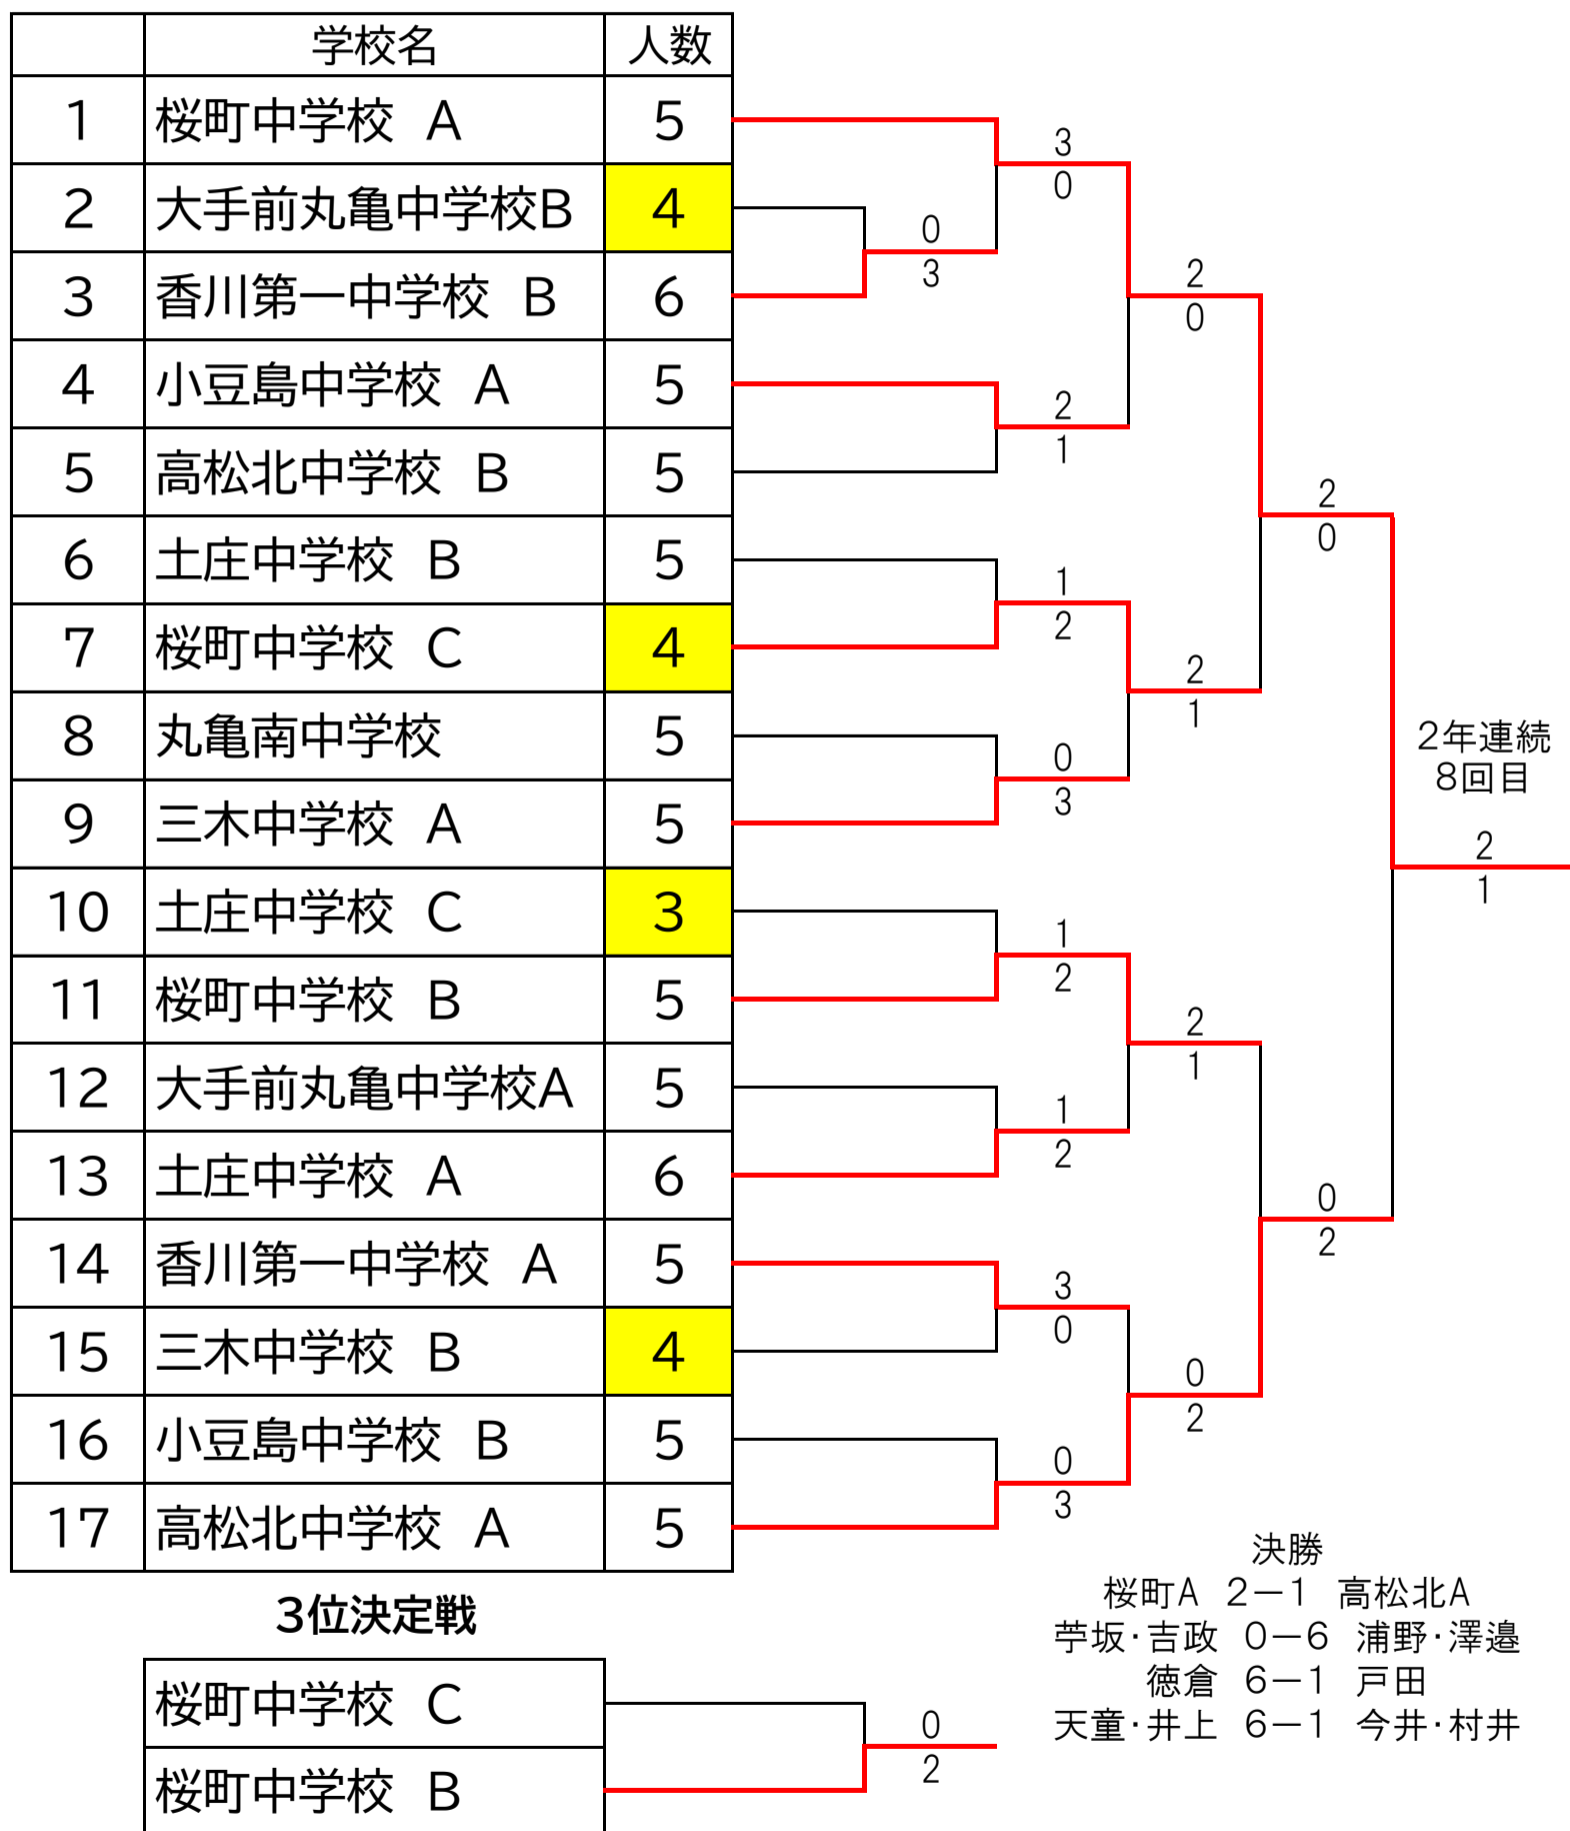 学校名 人数
1 桜町中学校 A 5
2 大手前丸亀中学校B 4
3 香川第一中学校 B 6
4 小豆島中学校 A 5
5 高松北中学校 B 5
6 土庄中学校 B 5
7 桜町中学校 C 4
8 丸亀南中学校 5
9 三木中学校 A 5
10 土庄中学校 C 3
11 桜町中学校 B 5
12 大手前丸亀中学校A 5
13 土庄中学校 A 6
14 香川第一中学校 A 5
15 三木中学校 B 4
16 小豆島中学校 B 5
17 高松北中学校 A 5
0
3
3
0
2
1
1
2
0
3
1
2
1
2
3
0
0
3
2
0
2
1
2
1
0
2
2
0
0
2
2年連続
8回目
2
1
決勝
桜町A 2－1 高松北A
苧坂・吉政 0－6 浦野・澤邉
徳倉 6－1 戸田
天童・井上 6－1 今井・村井
3位決定戦
桜町中学校 C
桜町中学校 B
0
2